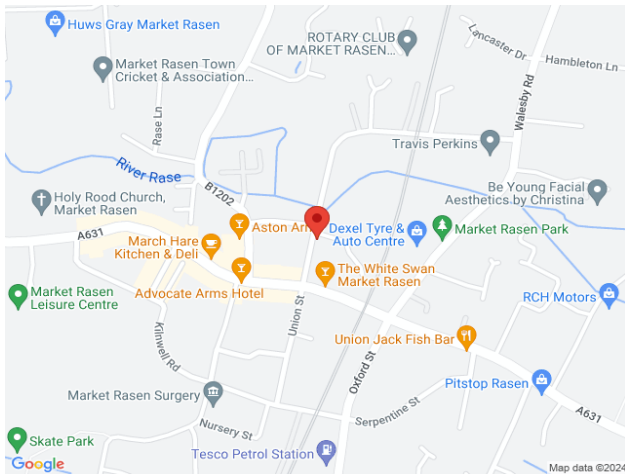 Huws Gray Market Rasen
ROTARY CLUB
OF MARKET RASEN...
Lancaster Dr
Hambleton Ln
Market Rasen Town
Cricket & Association...
Rase Ln
Walesby Rd
Travis Perkins
River Rase
B1202
Be Young Facial
Aesthetics by Christina
Holy Rood Church,
Market Rasen
A631
Aston Arms
Dexel Tyre &
Auto Centre
Market Rasen Park
March Hare
Kitchen & Deli
The White Swan
Market Rasen
Advocate Arms Hotel
Market Rasen
Leisure Centre
RCH Motors
Union St
Kilnwell Rd
Union Jack Fish Bar
Oxford St
Pitstop Rasen
Market Rasen Surgery
Serpentine St
A631
Nursery St
Skate Park
Tesco Petrol Station
Google
Map data ©2024